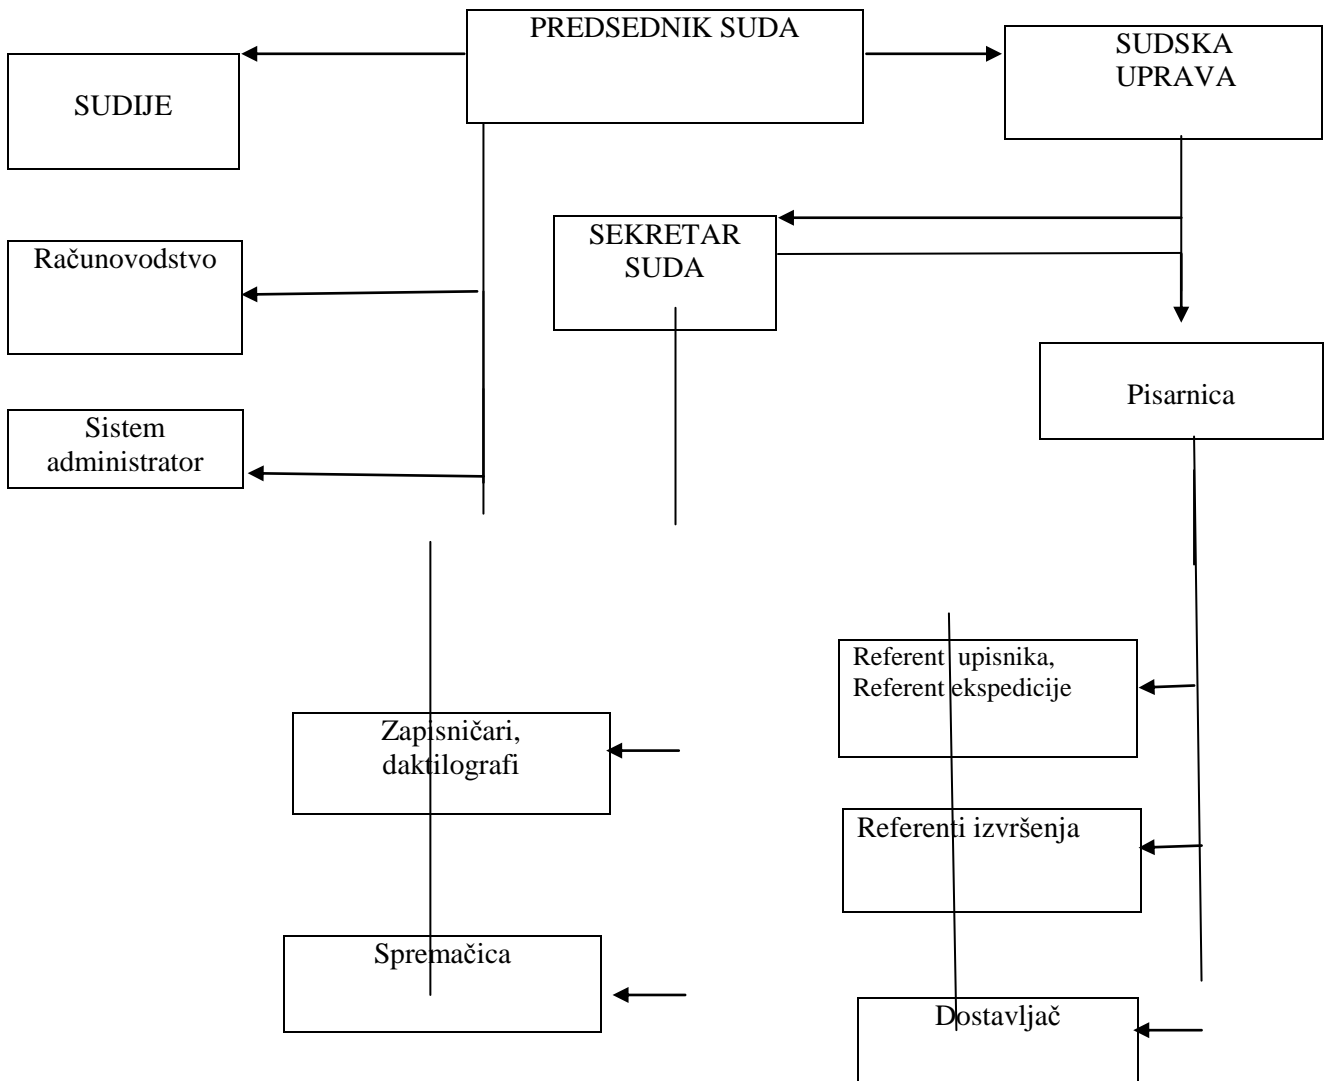 PREDSEDNIK SUDA
SUDSKA
UPRAVA
SUDIJE
SEKRETAR
SUDA
Računovodstvo
Pisarnica
Sistem
administrator
Referent upisnika,
Referent ekspedicije
Zapisničari,
daktilografi
Referenti izvršenja
Spremačica
Dostavljač